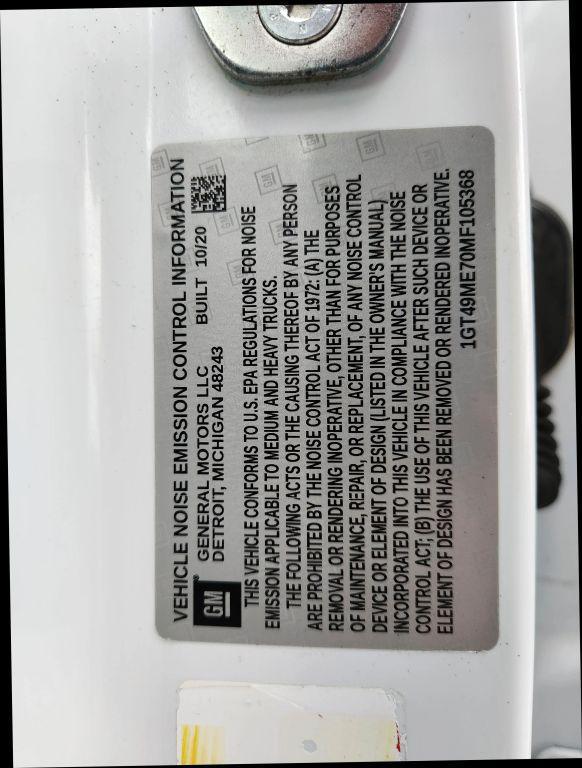 VEHICLE NOISE EMISSION CONTROL INFORMATION
GM
GENERAL MOTORS LLC
DETROIT, MICHIGAN 48243
BUILT 10/20
THIS VEHICLE CONFORMS TO U.S. EPA REGULATIONS FOR NOISE
EMISSION APPLICABLE TO MEDIUM AND HEAVY TRUCKS.
THE FOLLOWING ACTS OR THE CAUSING THEREOF BY ANY PERSON
ARE PROHIBITED BY THE NOISE CONTROL ACT OF 1972: (A) THE
REMOVAL OR RENDERING INOPERATIVE, OTHER THAN FOR PURPOSES
OF MAINTENANCE, REPAIR, OR REPLACEMENT, OF ANY NOISE CONTROL
DEVICE OR ELEMENT OF DESIGN (LISTED IN THE OWNER'S MANUAL)
INCORPORATED INTO THIS VEHICLE IN COMPLIANCE WITH THE NOISE
CONTROL ACT; (B) THE USE OF THIS VEHICLE AFTER SUCH DEVICE OR
ELEMENT OF DESIGN HAS BEEN REMOVED OR RENDERED INOPERATIVE.
1GT49ME70MF105368